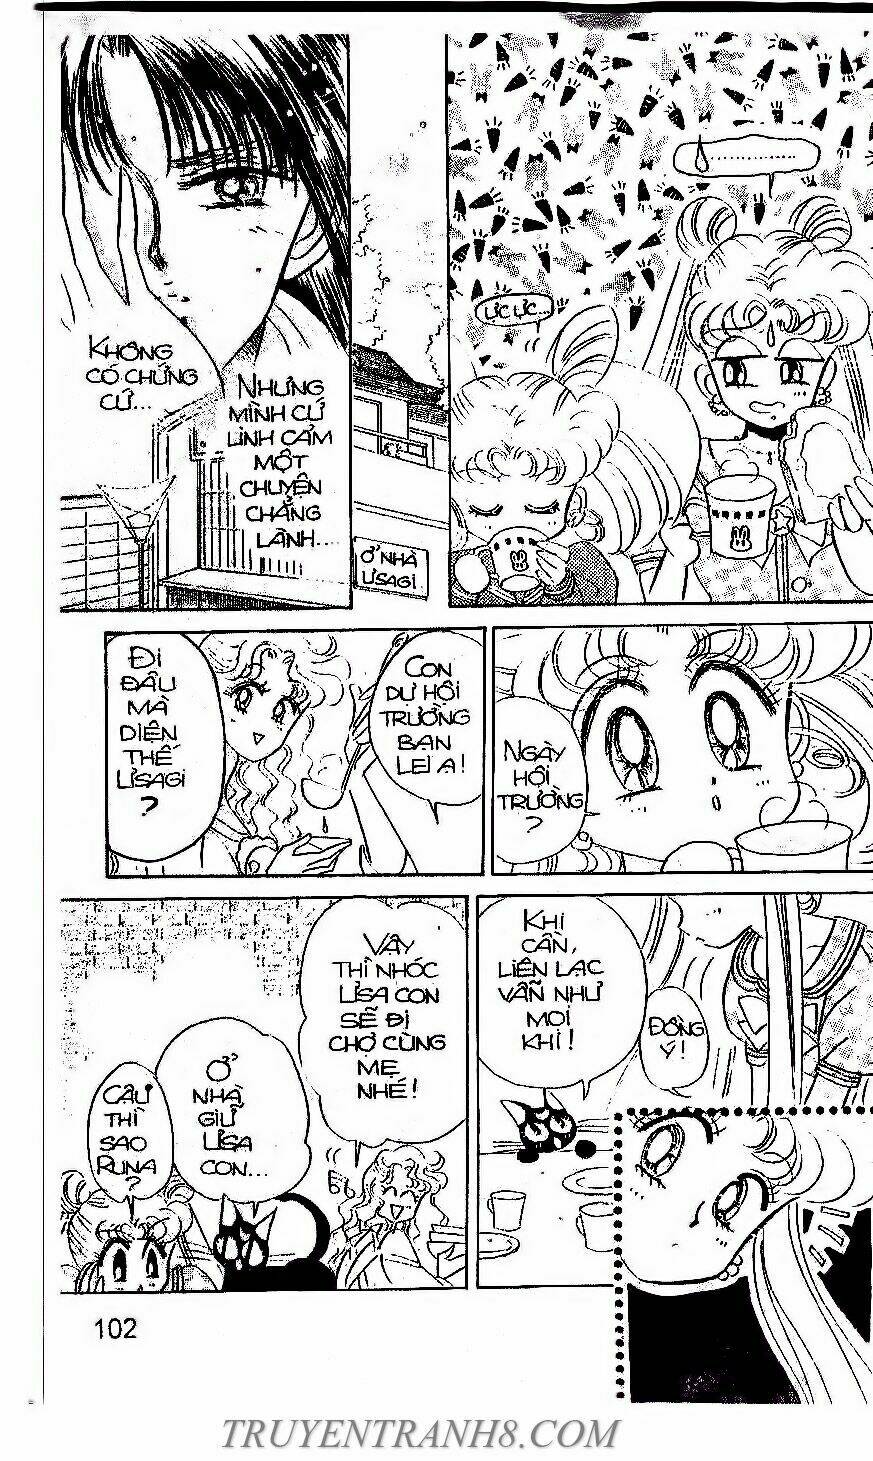 KHÔNG
CÓ CHỨNG
CỨ...
NHƯNG
MÌNH CỨ
LINH CẢM
MỘT
CHUYỆN
CHẲNG
LÀNH...
Ở NHÀ
USAGI
ỰC LỰC...
..............
ĐI
ĐÂU
MÀ
DIỆN
THẾ
USAGI
?
CON
DỰ HỘI
TRƯỜNG
BẠN
LEI Ạ!
NGÀY
HỘI
TRƯỜNG
?
CẬU
THÌ
SAO
RUNA
?
Ở
NHÀ,
GIỮ
USA
CON...
VẬY
THÌ NHÓC
USA CON
SẼ ĐI
CHỢ CÙNG
MẸ
NHÉ!
KHI
CẦN,
LIÊN LẠC
VẪN NHƯ
MỌI
KHI!
ĐỒNG
Ý!
102
TRUYENTRANH8.COM